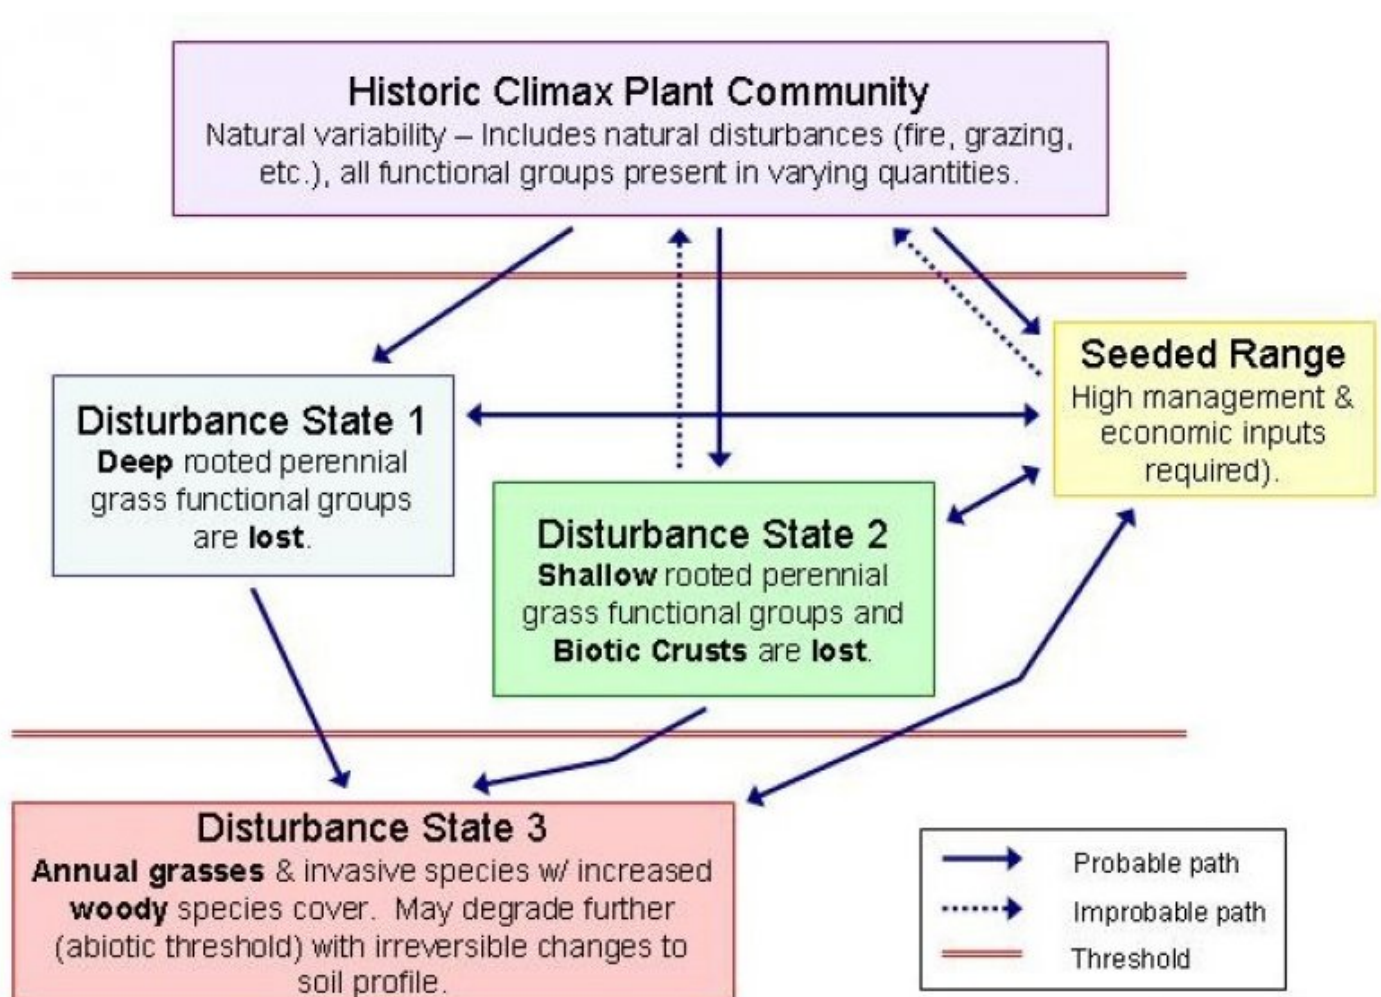 Historic Climax Plant Community
Natural variability – Includes natural disturbances (fire, grazing,
etc.), all functional groups present in varying quantities.
Seeded Range
High management &
economic inputs
required).
Disturbance State 1
Deep rooted perennial
grass functional groups
are lost.
Disturbance State 2
Shallow rooted perennial
grass functional groups and
Biotic Crusts are lost.
Disturbance State 3
Annual grasses & invasive species w/ increased
woody species cover. May degrade further
(abiotic threshold) with irreversible changes to
soil profile.
Probable path
Improbable path
Threshold